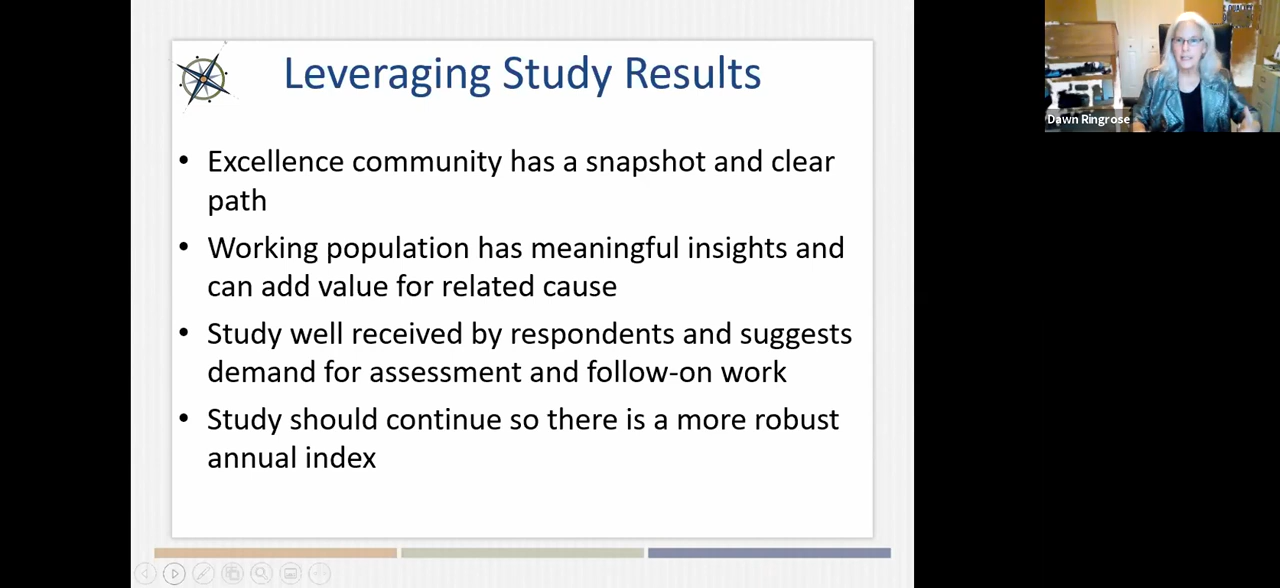 Leveraging Study Results
• Excellence community has a snapshot and clear
path
• Working population has meaningful insights and
can add value for related cause
• Study well received by respondents and suggests
demand for assessment and follow-on work
• Study should continue so there is a more robust
annual index
Dawn Ringrose